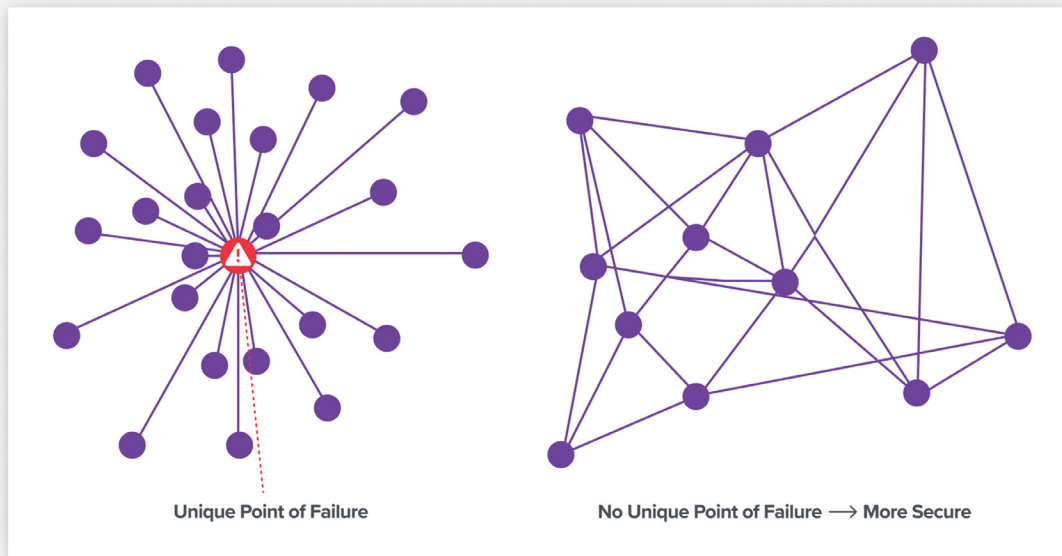 !
Unique Point of Failure
No Unique Point of Failure → More Secure